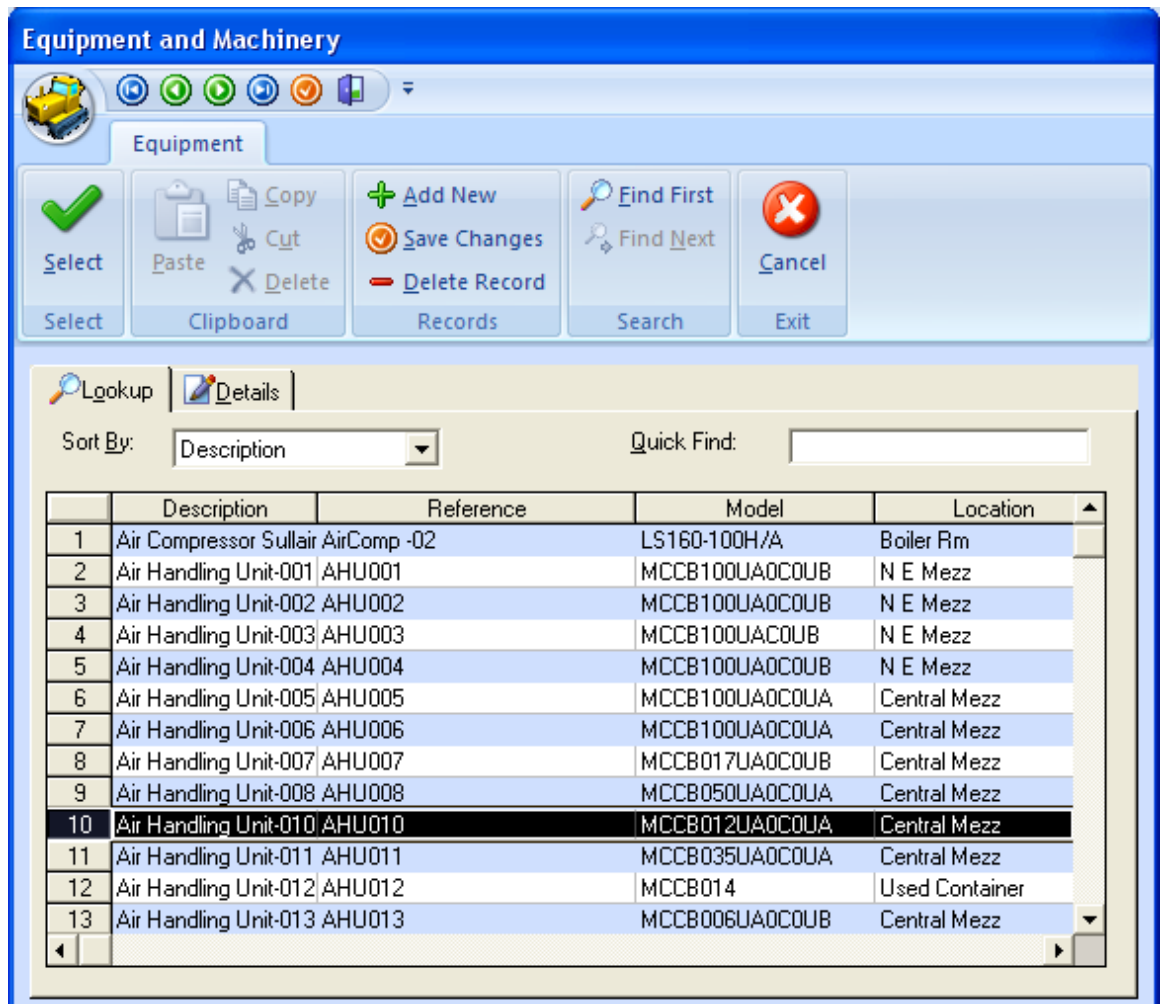 Equipment and Machinery
Equipment
Select
Paste
Copy
Cut
Delete
Add New
Save Changes
Delete Record
Find First
Find Next
Cancel
Select Clipboard Records Search Exit
Lookup Details
Sort By: Description Quick Find:
Description Reference Model Location
1 Air Compressor Sullair AirComp -02 LS160-100H/A Boiler Rm
2 Air Handling Unit-001 AHU001 MCCB100UA0C0UB N E Mezz
3 Air Handling Unit-002 AHU002 MCCB100UA0C0UB N E Mezz
4 Air Handling Unit-003 AHU003 MCCB100UAC0UB N E Mezz
5 Air Handling Unit-004 AHU004 MCCB100UA0C0UB N E Mezz
6 Air Handling Unit-005 AHU005 MCCB100UA0C0UA Central Mezz
7 Air Handling Unit-006 AHU006 MCCB100UA0C0UA Central Mezz
8 Air Handling Unit-007 AHU007 MCCB017UA0C0UB Central Mezz
9 Air Handling Unit-008 AHU008 MCCB050UA0C0UA Central Mezz
10 Air Handling Unit-010 AHU010 MCCB012UA0C0UA Central Mezz
11 Air Handling Unit-011 AHU011 MCCB035UA0C0UA Central Mezz
12 Air Handling Unit-012 AHU012 MCCB014 Used Container
13 Air Handling Unit-013 AHU013 MCCB006UA0C0UB Central Mezz